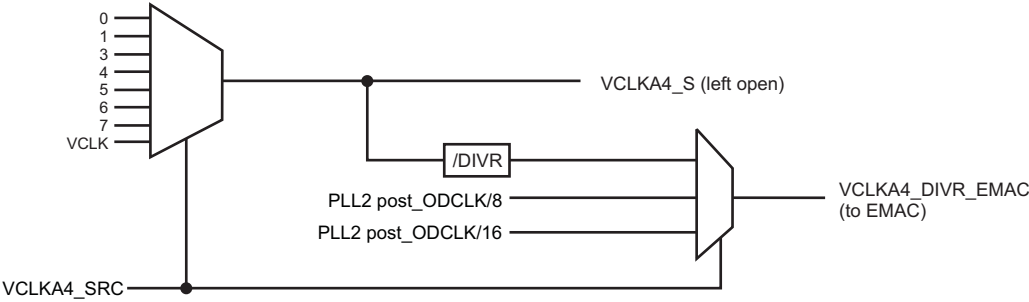 0
1
3
4
5
6
7
VCLK
VCLKA4_S (left open)
/DIVR
PLL2 post_ODCLK/8
VCLKA4_DIVR_EMAC
(to EMAC)
PLL2 post_ODCLK/16
VCLKA4_SRC